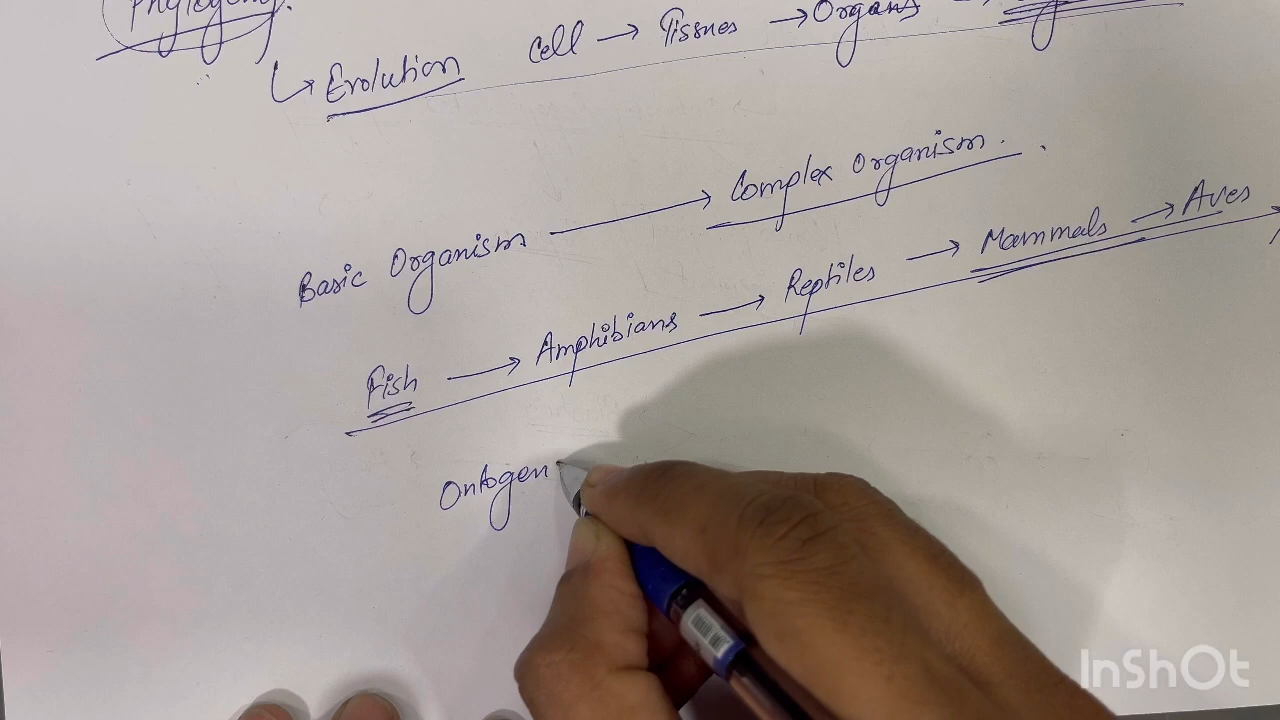 Phylogeny.
Cell → Tissues → Organs →
↳ Evolution
Basic Organism → Complex Organism.
Fish → Amphibians → Reptiles → Mammals → Aves
Ontogen
InShOt